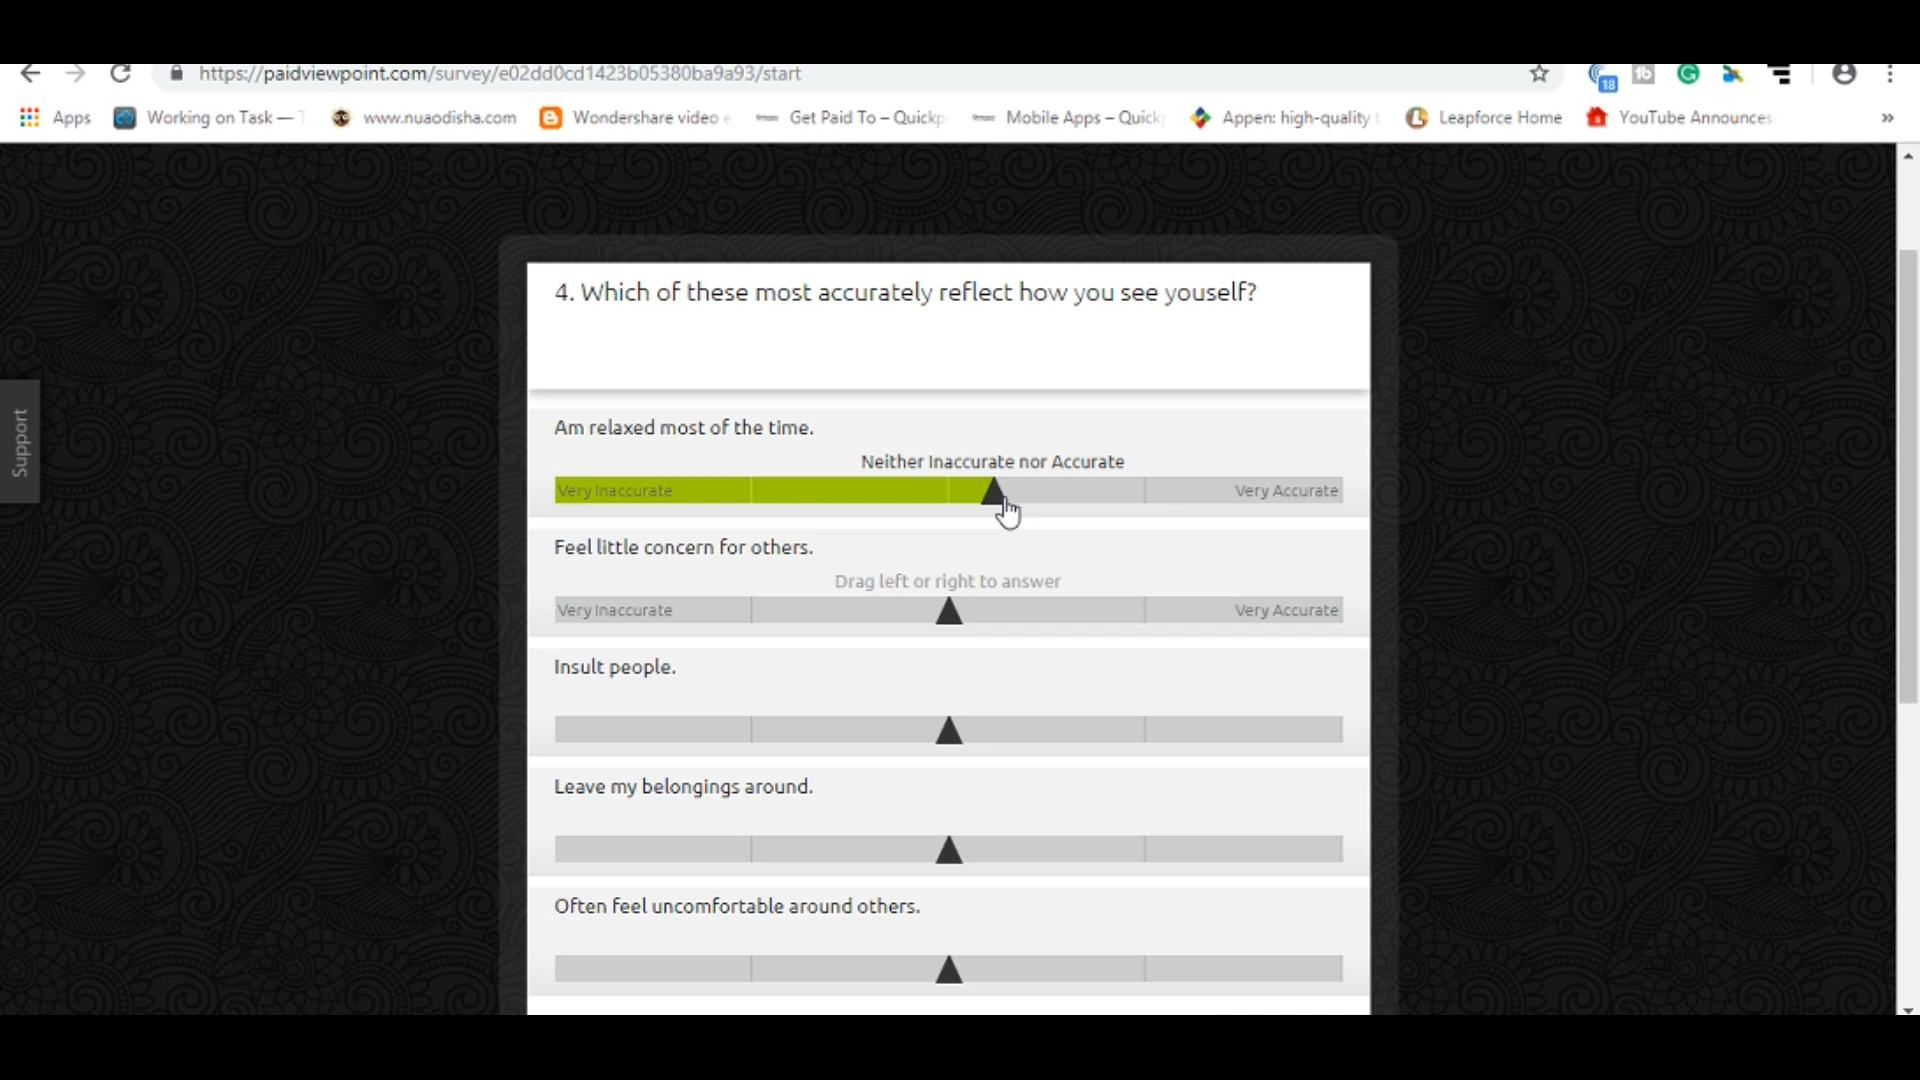 https://paidviewpoint.com/survey/e02dd0cd1423b05380ba9a93/start
18
Apps
Working on Task —
www.nuaodisha.com
Wondershare video e
Get Paid To – Quickp
Mobile Apps – Quick
Appen: high-quality
Leapforce Home
YouTube Announces
»
Support
4. Which of these most accurately reflect how you see youself?
Am relaxed most of the time.
Neither Inaccurate nor Accurate
Very Inaccurate Very Accurate
Feel little concern for others.
Drag left or right to answer
Very Inaccurate Very Accurate
Insult people.
Leave my belongings around.
Often feel uncomfortable around others.